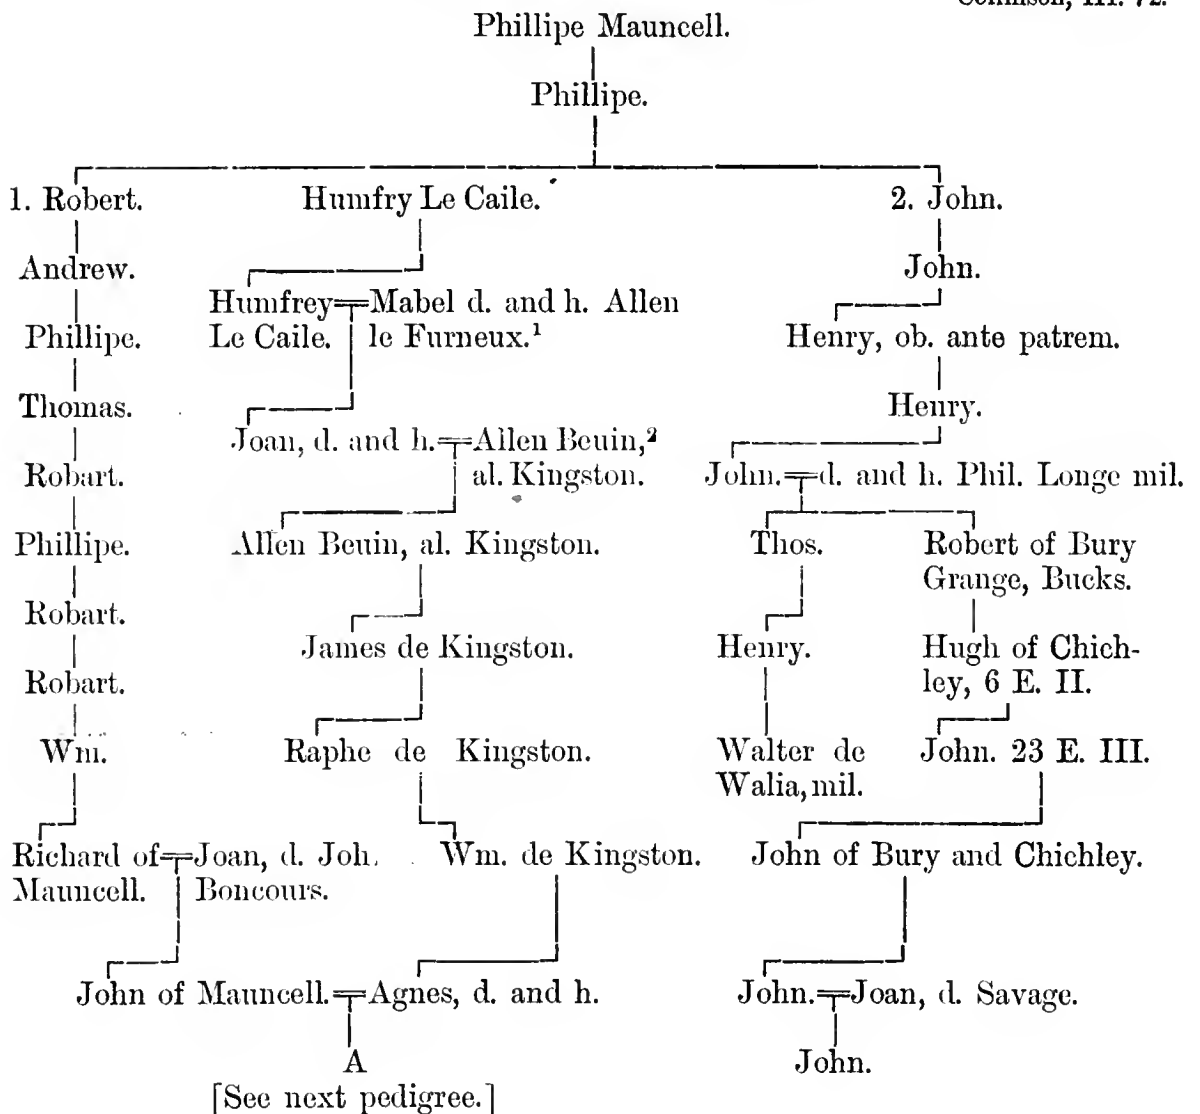 Collinson, III. 72.
Phillipe Mauncell.
Phillipe.
1. Robert. Humfry Le Caile. 2. John.
Andrew. John.
Humfrey Mabel d. and h. Allen
Phillipe. Le Caile. le Furneux.¹ Henry, ob. ante patrem.
Thomas. Henry.
Joan, d. and h. Allen Beuin,²
Robart. al. Kingston. John. d. and h. Phil. Longe mil.
Phillipe. Allen Beuin, al. Kingston. Thos. Robert of Bury
Grange, Bucks.
Robart.
James de Kingston. Henry. Hugh of Chich-
Robart. ley, 6 E. II.
Wm. Raphe de Kingston. Walter de John. 23 E. III.
Walia, mil.
Richard of Joan, d. Joh. Wm. de Kingston. John of Bury and Chichley.
Mauncell. Boncours.
John of Mauncell. Agnes, d. and h. John. Joan, d. Savage.
A John.
[See next pedigree.]